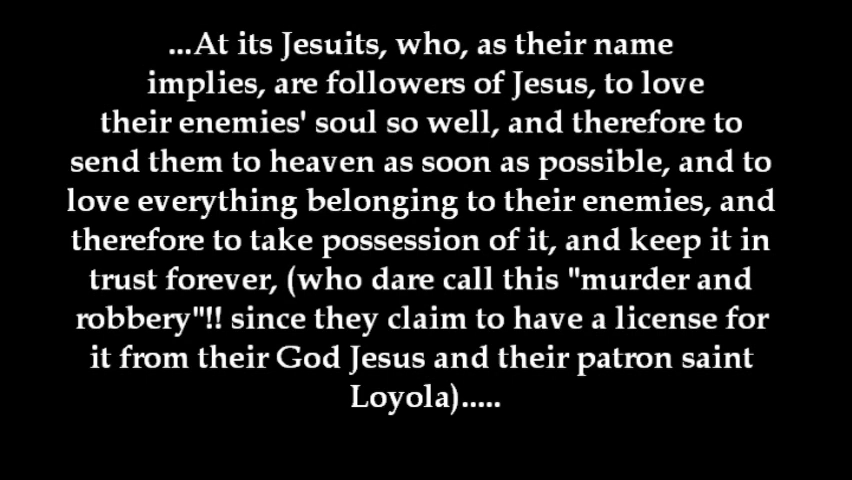 ...At its Jesuits, who, as their name
implies, are followers of Jesus, to love
their enemies' soul so well, and therefore to
send them to heaven as soon as possible, and to
love everything belonging to their enemies, and
therefore to take possession of it, and keep it in
trust forever, (who dare call this "murder and
robbery"!! since they claim to have a license for
it from their God Jesus and their patron saint
Loyola).....